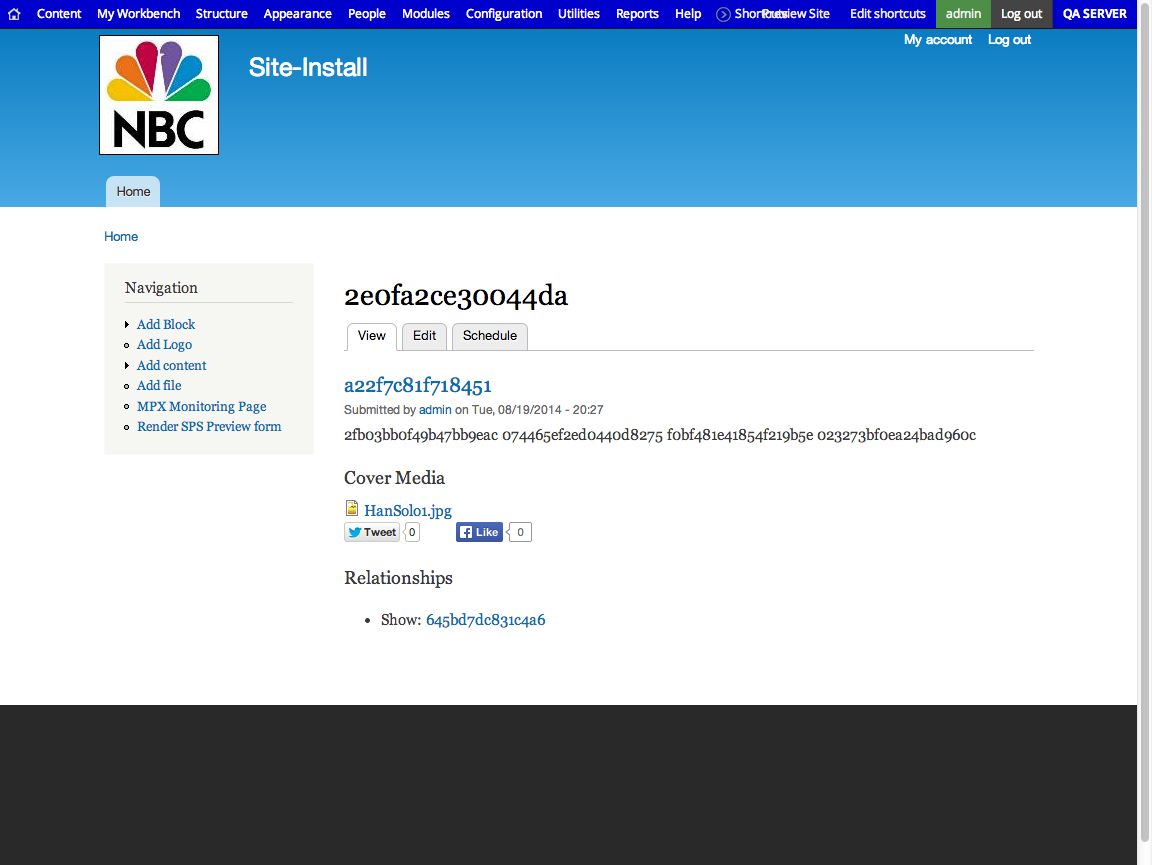 Content My Workbench Structure Appearance People Modules Configuration Utilities Reports Help Shortcuts Preview Site Edit shortcuts admin Log out QA SERVER
My account Log out
Site-Install
NBC
Home
Home
Navigation
Add Block
Add Logo
Add content
Add file
MPX Monitoring Page
Render SPS Preview form
2e0fa2ce30044da
View Edit Schedule
a22f7c81f718451
Submitted by admin on Tue, 08/19/2014 - 20:27
2fb03bb0f49b47bb9eac 074465ef2ed0440d8275 f0bf481e41854f219b5e 023273bf0ea24bad960c
Cover Media
HanSolo1.jpg
Tweet 0 Like 0
Relationships
• Show: 645bd7dc831c4a6